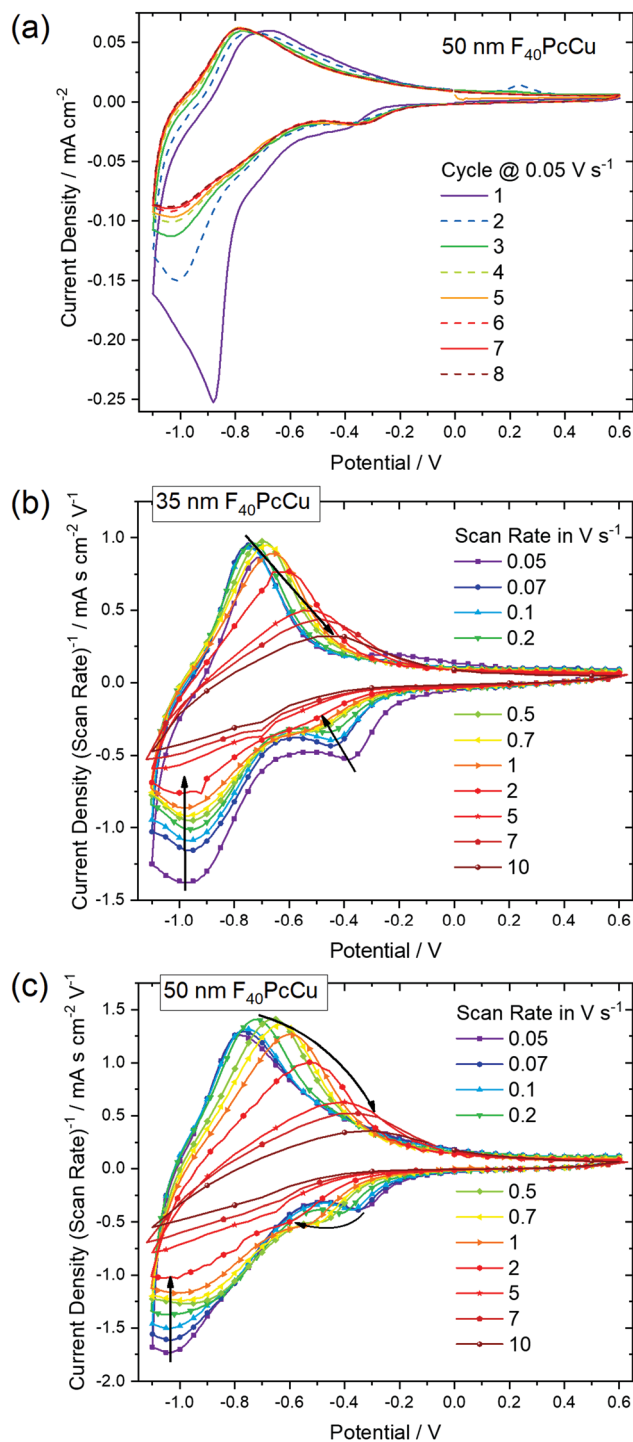 (a)
50 nm F₄₀PcCu
Cycle @ 0.05 V s⁻¹
1
2
3
4
5
6
7
8
0.05
0.00
-0.05
-0.10
-0.15
-0.20
-0.25
Current Density / mA cm⁻²
-1.0 -0.8 -0.6 -0.4 -0.2 0.0 0.2 0.4 0.6
Potential / V
(b)
35 nm F₄₀PcCu
Scan Rate in V s⁻¹
0.05
0.07
0.1
0.2
0.5
0.7
1
2
5
7
10
1.0
0.5
0.0
-0.5
-1.0
-1.5
Current Density (Scan Rate)⁻¹ / mA s cm⁻² V⁻¹
-1.0 -0.8 -0.6 -0.4 -0.2 0.0 0.2 0.4 0.6
Potential / V
(c)
50 nm F₄₀PcCu
Scan Rate in V s⁻¹
0.05
0.07
0.1
0.2
0.5
0.7
1
2
5
7
10
1.5
1.0
0.5
0.0
-0.5
-1.0
-1.5
-2.0
Current Density (Scan Rate)⁻¹ / mA s cm⁻² V⁻¹
-1.0 -0.8 -0.6 -0.4 -0.2 0.0 0.2 0.4 0.6
Potential / V